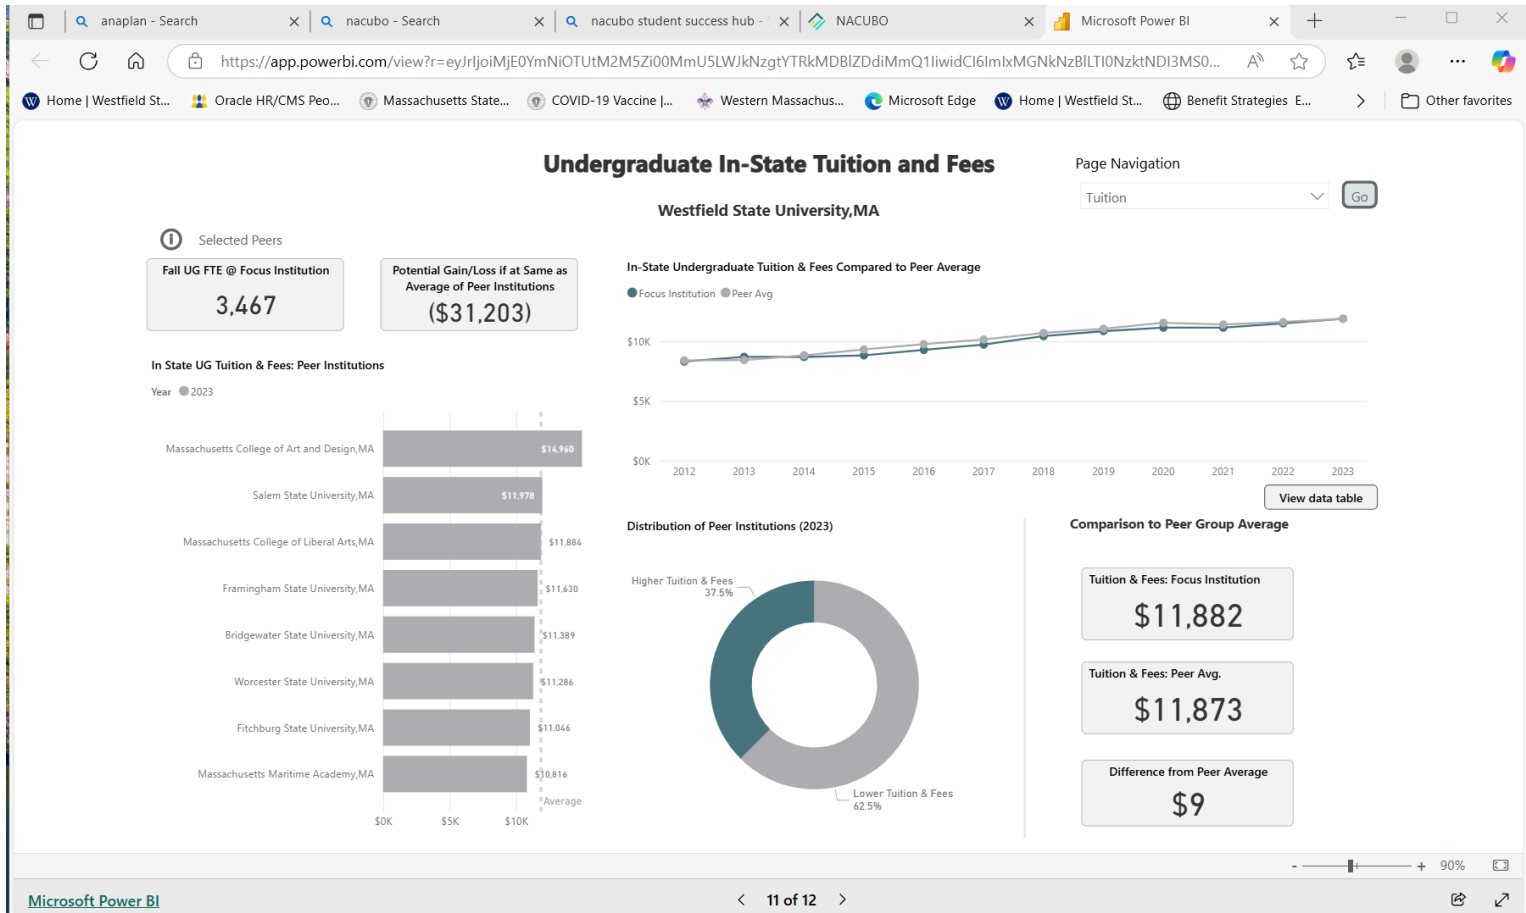 anaplan - Search
nacubo - Search
nacubo student success hub -
NACUBO
Microsoft Power BI
https://app.powerbi.com/view?r=eyJrIjoiMjE0YmNiOTUtM2M5Zi00MmU5LWJkNzgtYTRkMDBlZDdiMmQ1IiwidCI6ImIxMGNkNzBlLTI0NzktNDI3MS0...
Home | Westfield St...
Oracle HR/CMS Peo...
Massachusetts State...
COVID-19 Vaccine |...
Western Massachus...
Microsoft Edge
Home | Westfield St...
Benefit Strategies E...
Other favorites
Undergraduate In-State Tuition and Fees
Westfield State University,MA
Page Navigation
Tuition
Go
Selected Peers
Fall UG FTE @ Focus Institution
3,467
Potential Gain/Loss if at Same as
Average of Peer Institutions
($31,203)
In State UG Tuition & Fees: Peer Institutions
Year 2023
Massachusetts College of Art and Design,MA $14,960
Salem State University,MA $11,978
Massachusetts College of Liberal Arts,MA $11,884
Framingham State University,MA $11,630
Bridgewater State University,MA $11,389
Worcester State University,MA $11,286
Fitchburg State University,MA $11,046
Massachusetts Maritime Academy,MA $10,816
Average
$0K $5K $10K
In-State Undergraduate Tuition & Fees Compared to Peer Average
Focus Institution Peer Avg
$10K
$5K
$0K
2012 2013 2014 2015 2016 2017 2018 2019 2020 2021 2022 2023
View data table
Distribution of Peer Institutions (2023)
Higher Tuition & Fees
37.5%
Lower Tuition & Fees
62.5%
Comparison to Peer Group Average
Tuition & Fees: Focus Institution
$11,882
Tuition & Fees: Peer Avg.
$11,873
Difference from Peer Average
$9
- + 90%
Microsoft Power BI
11 of 12